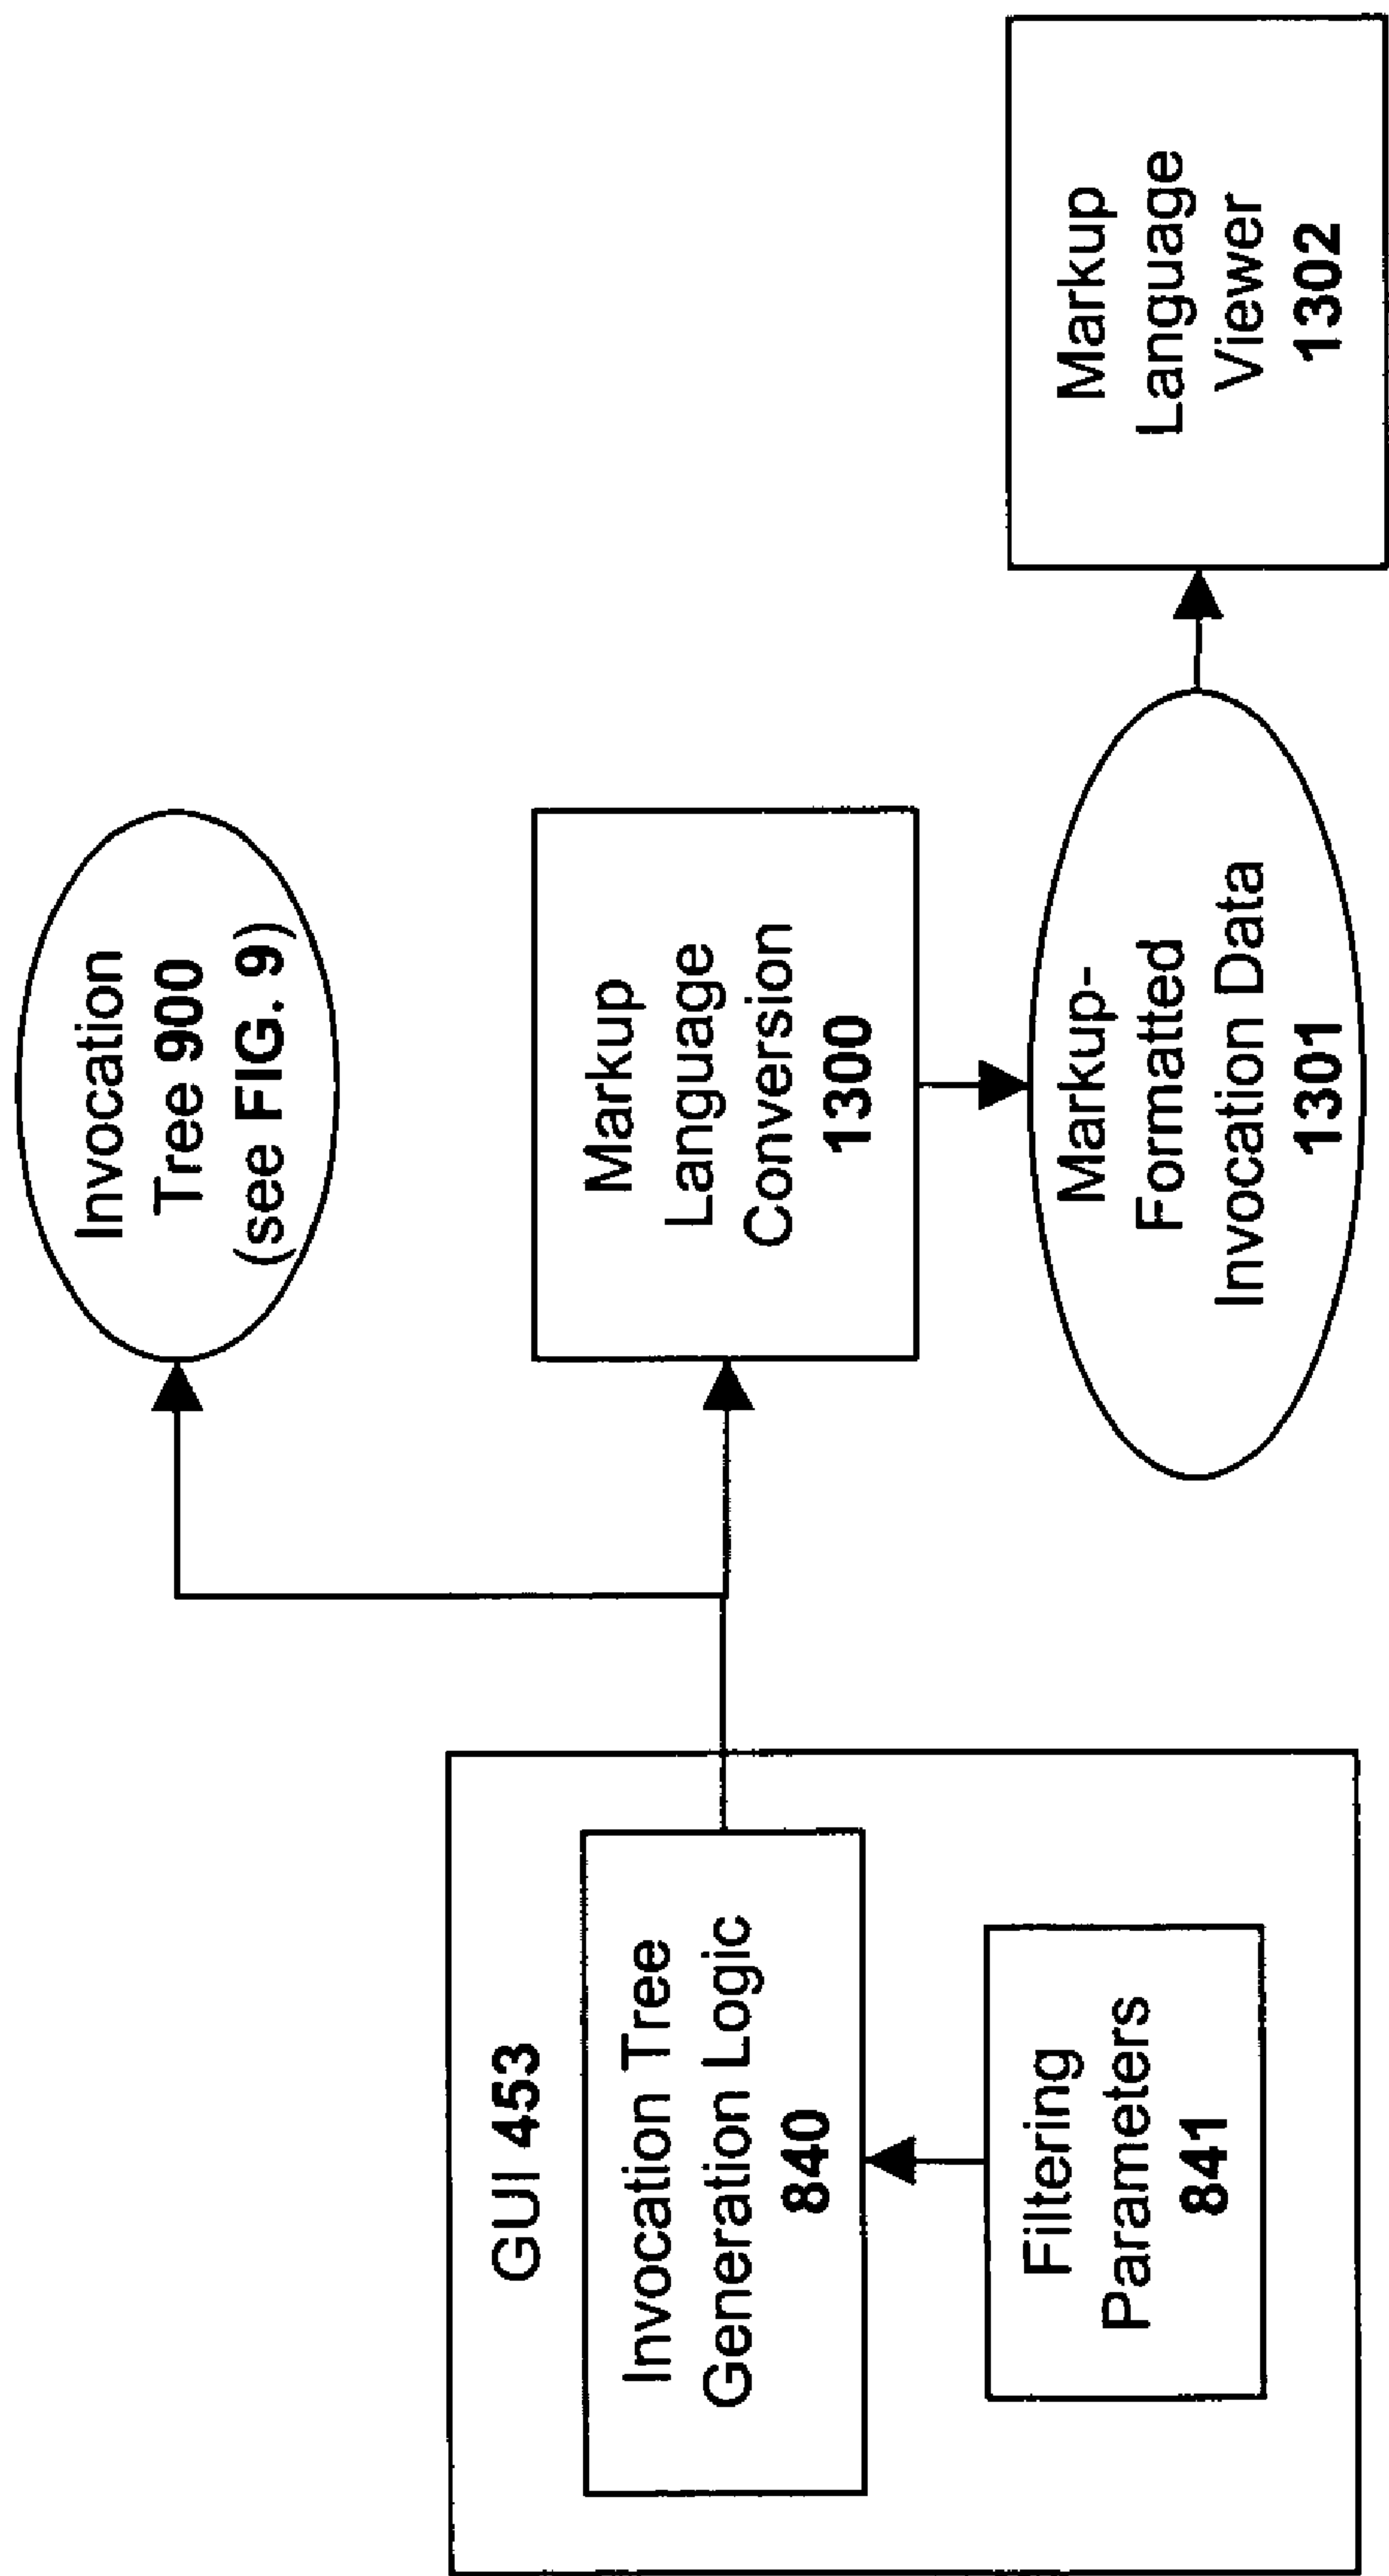 GUI 453
Invocation Tree
Generation Logic
840
Filtering
Parameters
841
Invocation
Tree 900
(see FIG. 9)
Markup
Language
Conversion
1300
Markup-
Formatted
Invocation Data
1301
Markup
Language
Viewer
1302